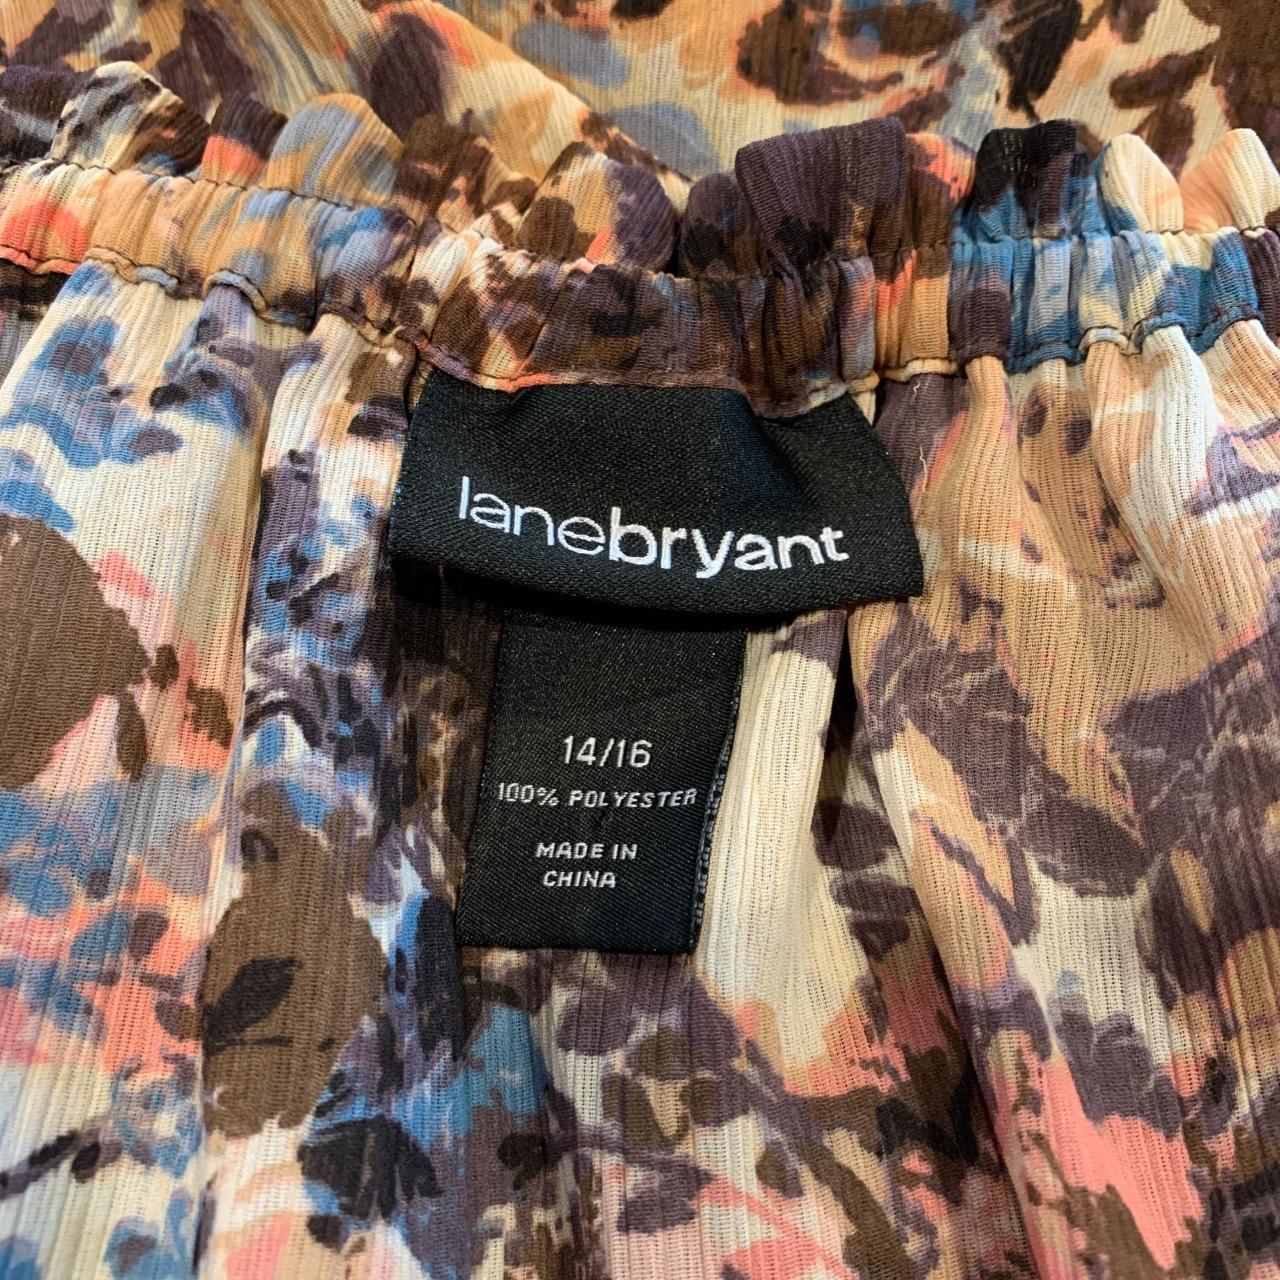 lanebryant
14/16
100% POLYESTER
MADE IN
CHINA